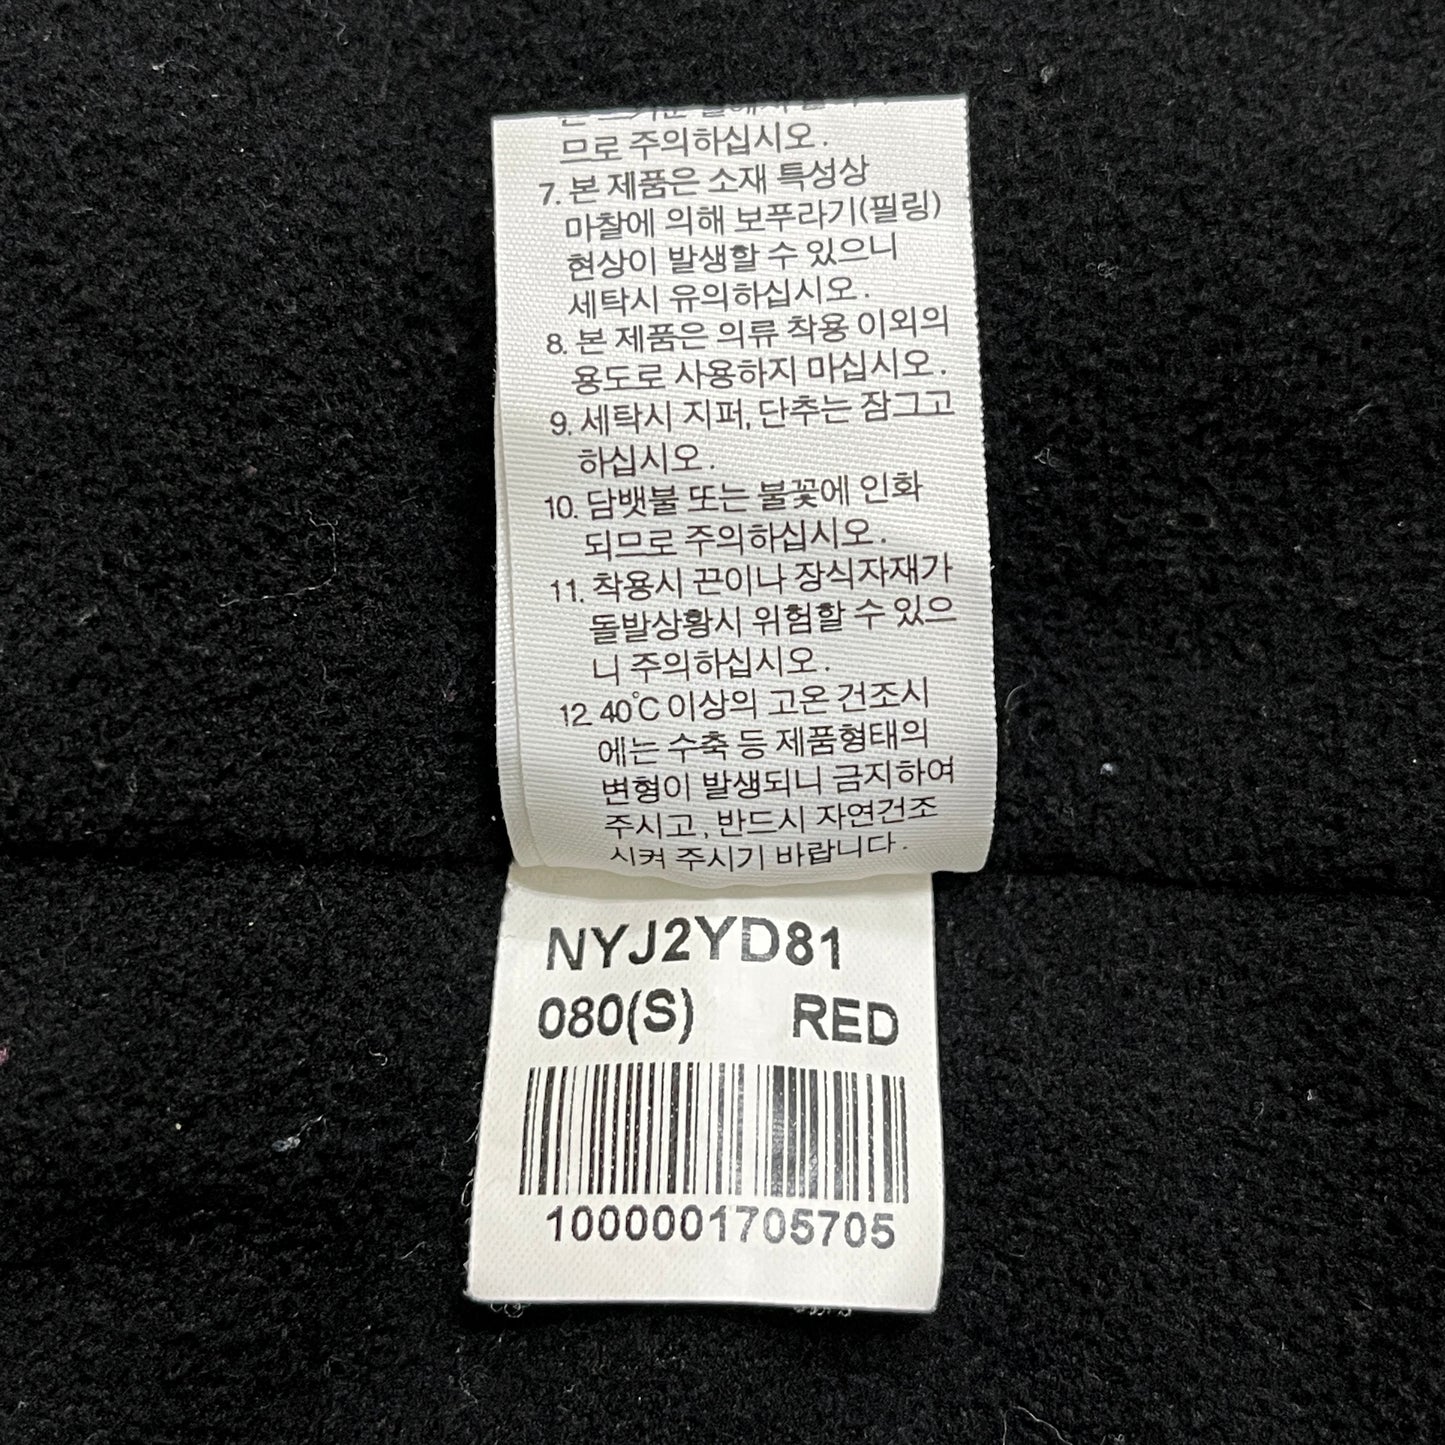 므로 주의하십시오.
7. 본 제품은 소재 특성상
마찰에 의해 보푸라기(필링)
현상이 발생할 수 있으니
세탁시 유의하십시오.
8. 본 제품은 의류 착용 이외의
용도로 사용하지 마십시오.
9. 세탁시 지퍼, 단추는 잠그고
하십시오.
10. 담뱃불 또는 불꽃에 인화
되므로 주의하십시오.
11. 착용시 끈이나 장식자재가
돌발상황시 위험할 수 있으
니 주의하십시오.
12. 40℃ 이상의 고온 건조시
에는 수축 등 제품형태의
변형이 발생되니 금지하여
주시고, 반드시 자연건조
시켜 주시기 바랍니다.
NYJ2YD81
080(S) RED
1000001705705